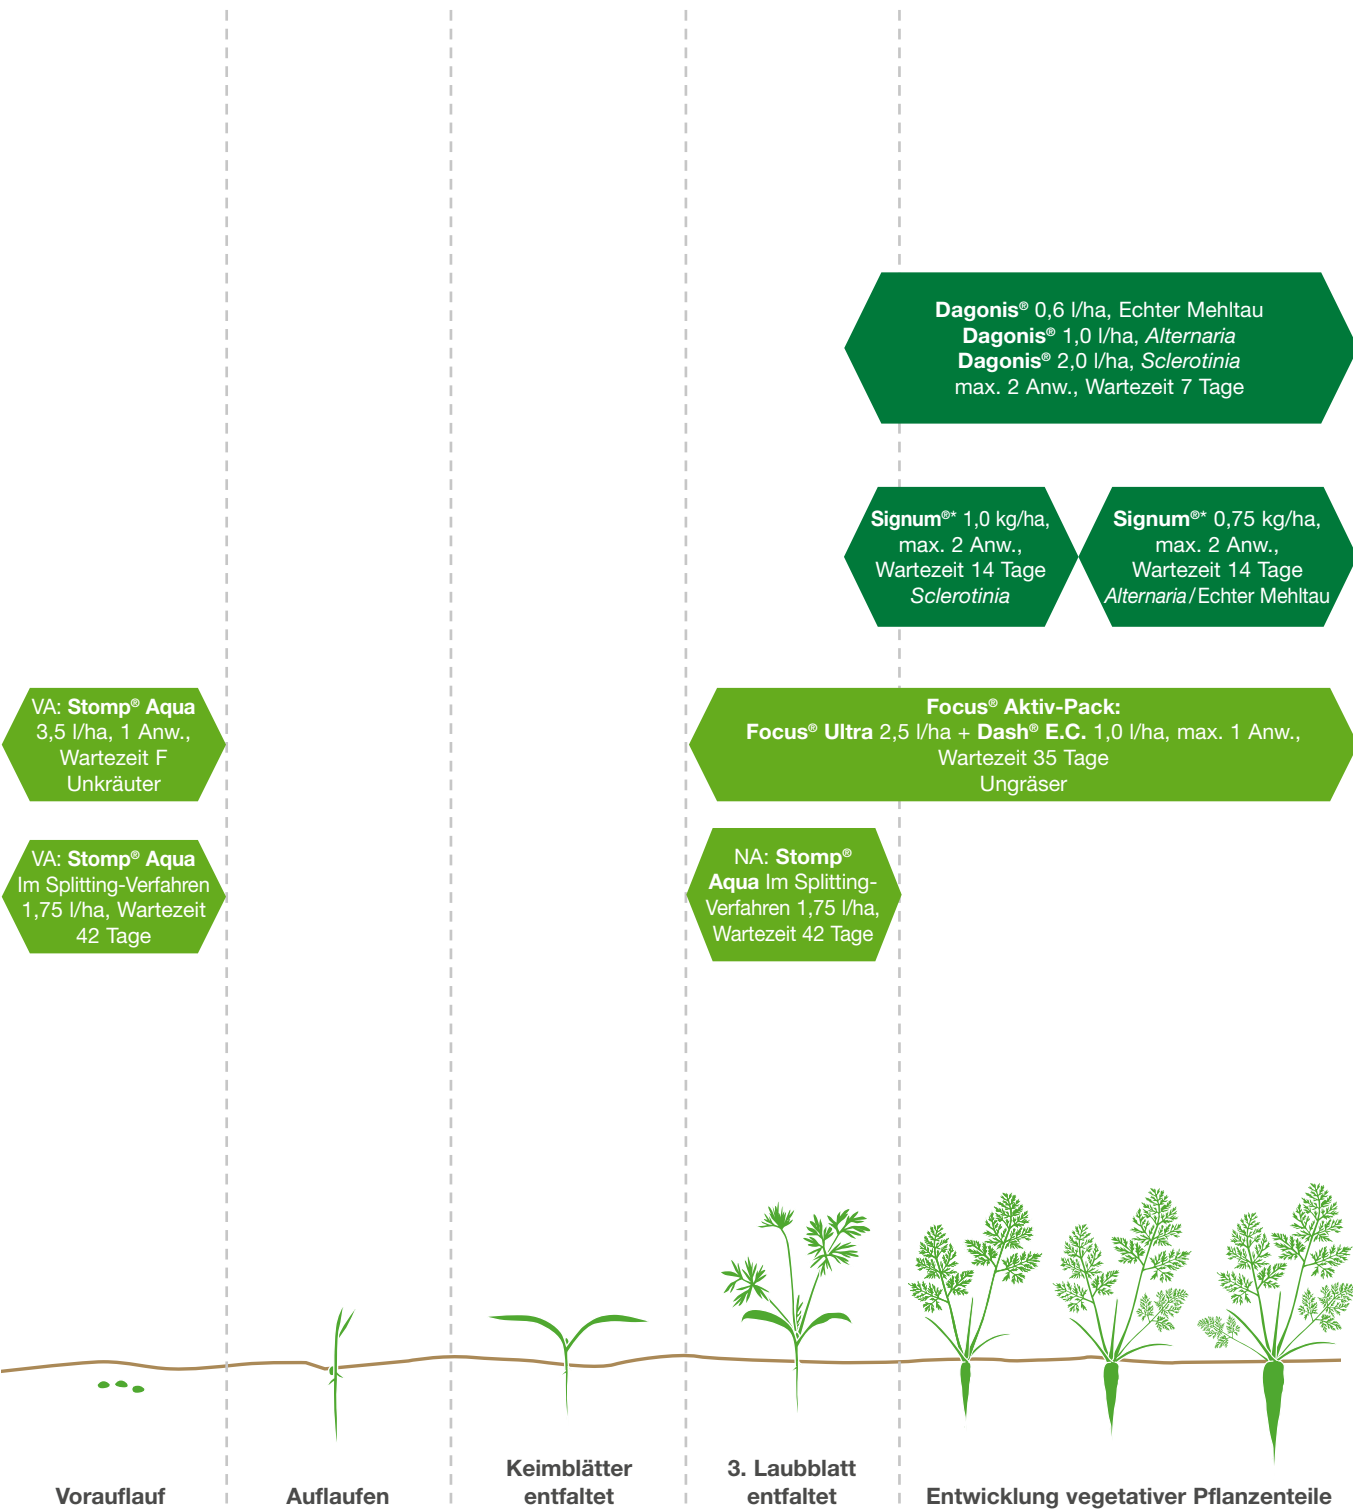 Dagonis® 0,6 l/ha, Echter Mehltau
Dagonis® 1,0 l/ha, Alternaria
Dagonis® 2,0 l/ha, Sclerotinia
max. 2 Anw., Wartezeit 7 Tage
Signum®* 1,0 kg/ha,
max. 2 Anw.,
Wartezeit 14 Tage
Sclerotinia
Signum®* 0,75 kg/ha,
max. 2 Anw.,
Wartezeit 14 Tage
Alternaria/Echter Mehltau
VA: Stomp® Aqua
3,5 l/ha, 1 Anw.,
Wartezeit F
Unkräuter
Focus® Aktiv-Pack:
Focus® Ultra 2,5 l/ha + Dash® E.C. 1,0 l/ha, max. 1 Anw.,
Wartezeit 35 Tage
Ungräser
VA: Stomp® Aqua
Im Splitting-Verfahren
1,75 l/ha, Wartezeit
42 Tage
NA: Stomp®
Aqua Im Splitting-
Verfahren 1,75 l/ha,
Wartezeit 42 Tage
Vorauflauf
Auflaufen
Keimblätter
entfaltet
3. Laubblatt
entfaltet
Entwicklung vegetativer Pflanzenteile